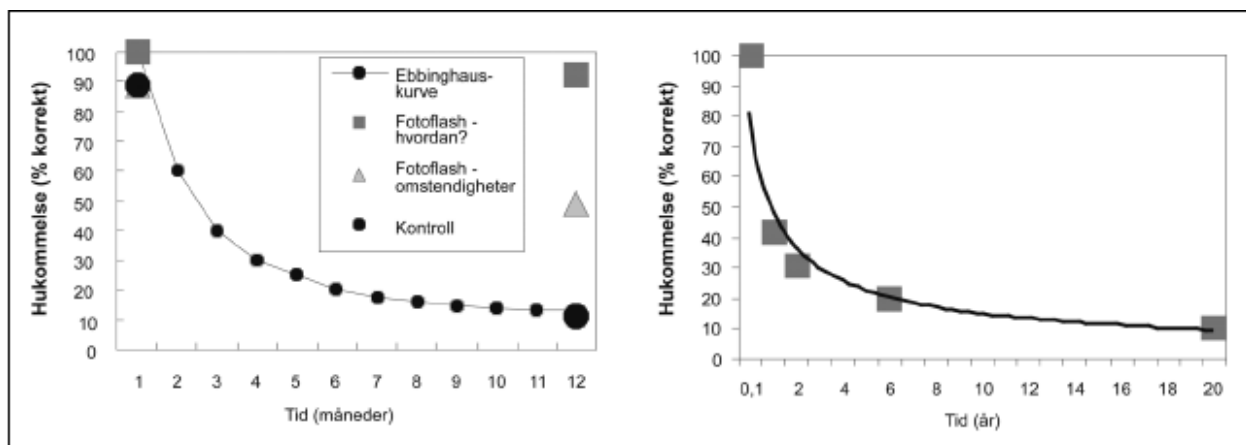 Hukommelse (% korrekt)
100
90
80
70
60
50
40
30
20
10
0
Ebbinghaus-
kurve
Fotoflash -
hvordan?
Fotoflash -
omstendigheter
Kontroll
1 2 3 4 5 6 7 8 9 10 11 12
Tid (måneder)
Hukommelse (% korrekt)
100
90
80
70
60
50
40
30
20
10
0
0,1 2 4 6 8 10 12 14 16 18 20
Tid (år)